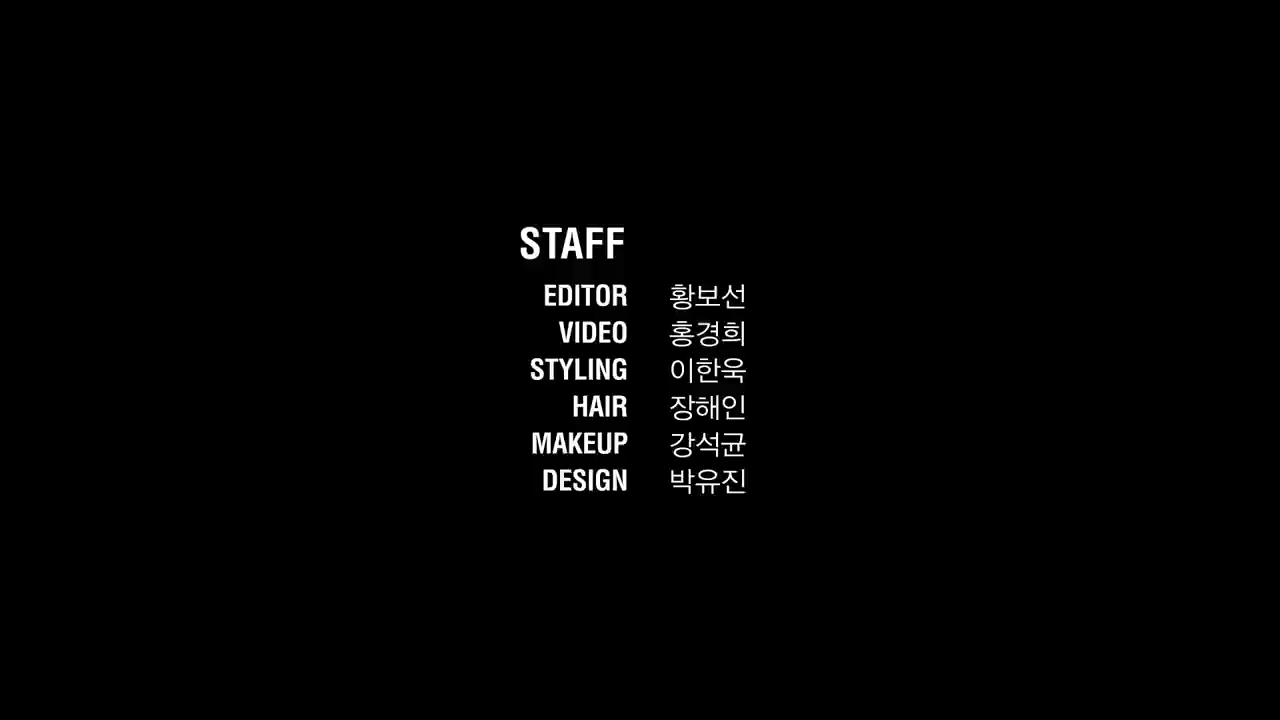 STAFF
EDITOR 황보선
VIDEO 홍경희
STYLING 이한욱
HAIR 장해인
MAKEUP 강석균
DESIGN 박유진